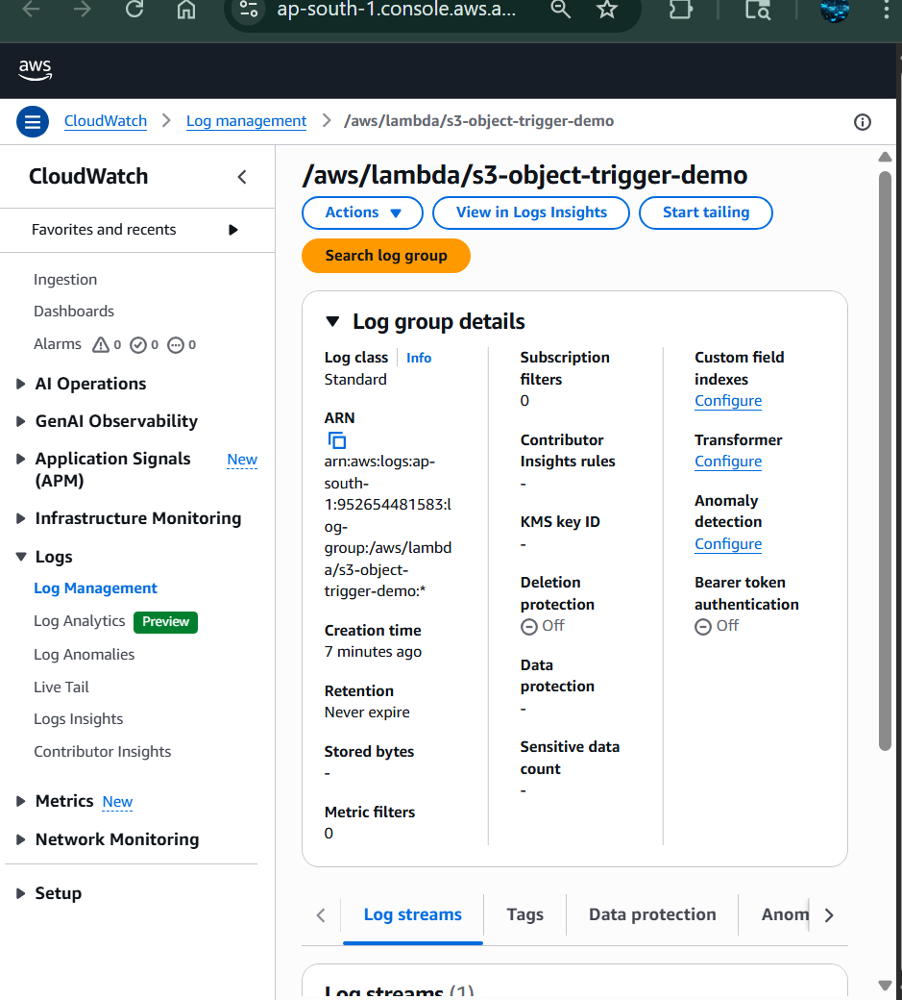 ap-south-1.console.aws.a...
aws
CloudWatch > Log management > /aws/lambda/s3-object-trigger-demo
CloudWatch
Favorites and recents
Ingestion
Dashboards
Alarms 0 0 0
AI Operations
GenAI Observability
Application Signals New
(APM)
Infrastructure Monitoring
Logs
Log Management
Log Analytics Preview
Log Anomalies
Live Tail
Logs Insights
Contributor Insights
Metrics New
Network Monitoring
Setup
/aws/lambda/s3-object-trigger-demo
Actions View in Logs Insights Start tailing
Search log group
Log group details
Log class Info
Standard
ARN
arn:aws:logs:ap-
south-
1:952654481583:l
og-
group:/aws/lambd
a/s3-object-
trigger-demo:*
Creation time
7 minutes ago
Retention
Never expire
Stored bytes
-
Metric filters
0
Subscription
filters
0
Contributor
Insights rules
-
KMS key ID
-
Deletion
protection
Off
Data
protection
-
Sensitive data
count
-
Custom field
indexes
Configure
Transformer
Configure
Anomaly
detection
Configure
Bearer token
authentication
Off
Log streams Tags Data protection Anom
Log streams (1)